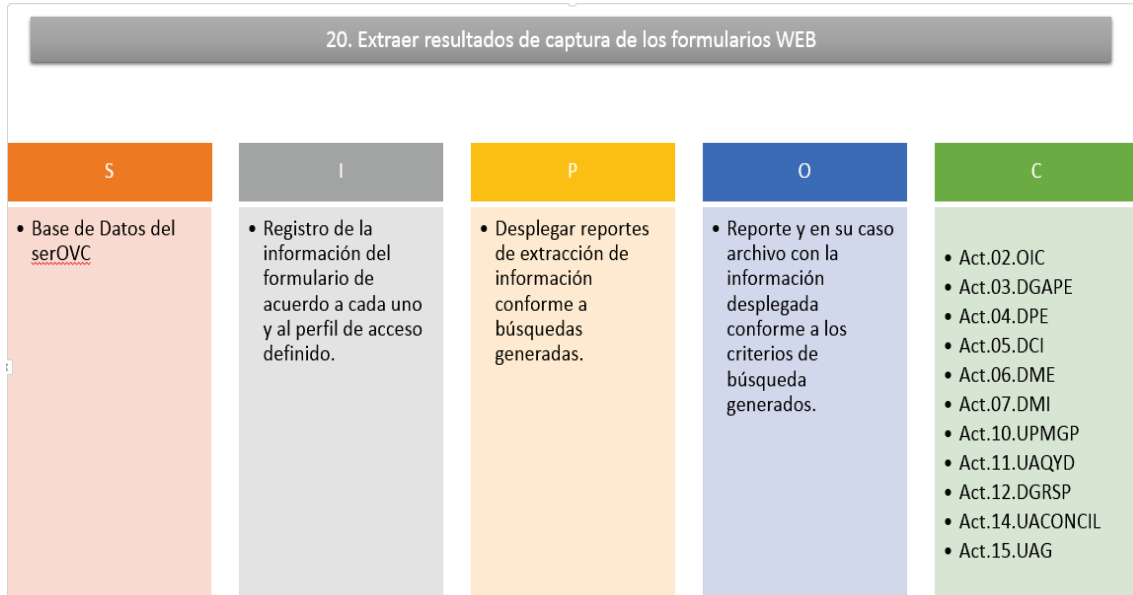 20. Extraer resultados de captura de los formularios WEB
S
• Base de Datos del
serOVC
I
• Registro de la
información del
formulario de
acuerdo a cada uno
y al perfil de acceso
definido.
P
• Desplegar reportes
de extracción de
información
conforme a
búsquedas
generadas.
O
• Reporte y en su caso
archivo con la
información
desplegada
conforme a los
criterios de
búsqueda
generados.
C
• Act.02.OIC
• Act.03.DGAPE
• Act.04.DPE
• Act.05.DCI
• Act.06.DME
• Act.07.DMI
• Act.10.UPMGP
• Act.11.UAQYD
• Act.12.DGRSP
• Act.14.UACONCIL
• Act.15.UAG